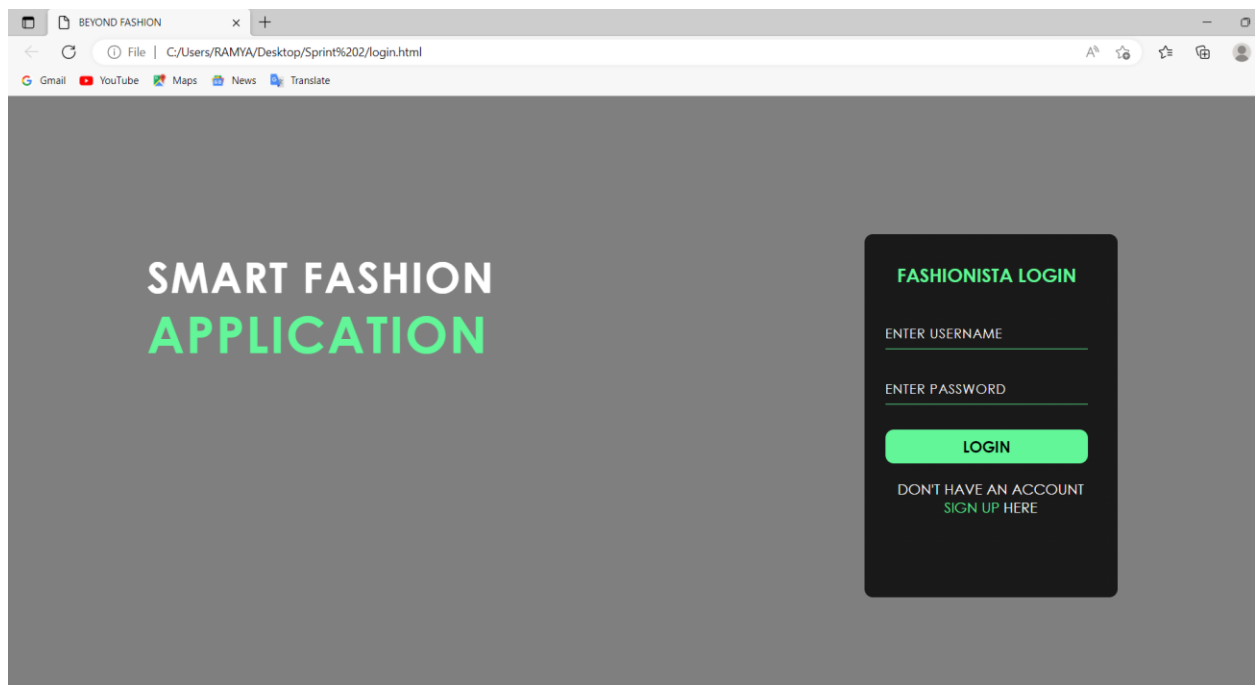 BEYOND FASHION
File | C:/Users/RAMYA/Desktop/Sprint%202/login.html
Gmail YouTube Maps News Translate
SMART FASHION
APPLICATION
FASHIONISTA LOGIN
ENTER USERNAME
ENTER PASSWORD
LOGIN
DON'T HAVE AN ACCOUNT
SIGN UP HERE